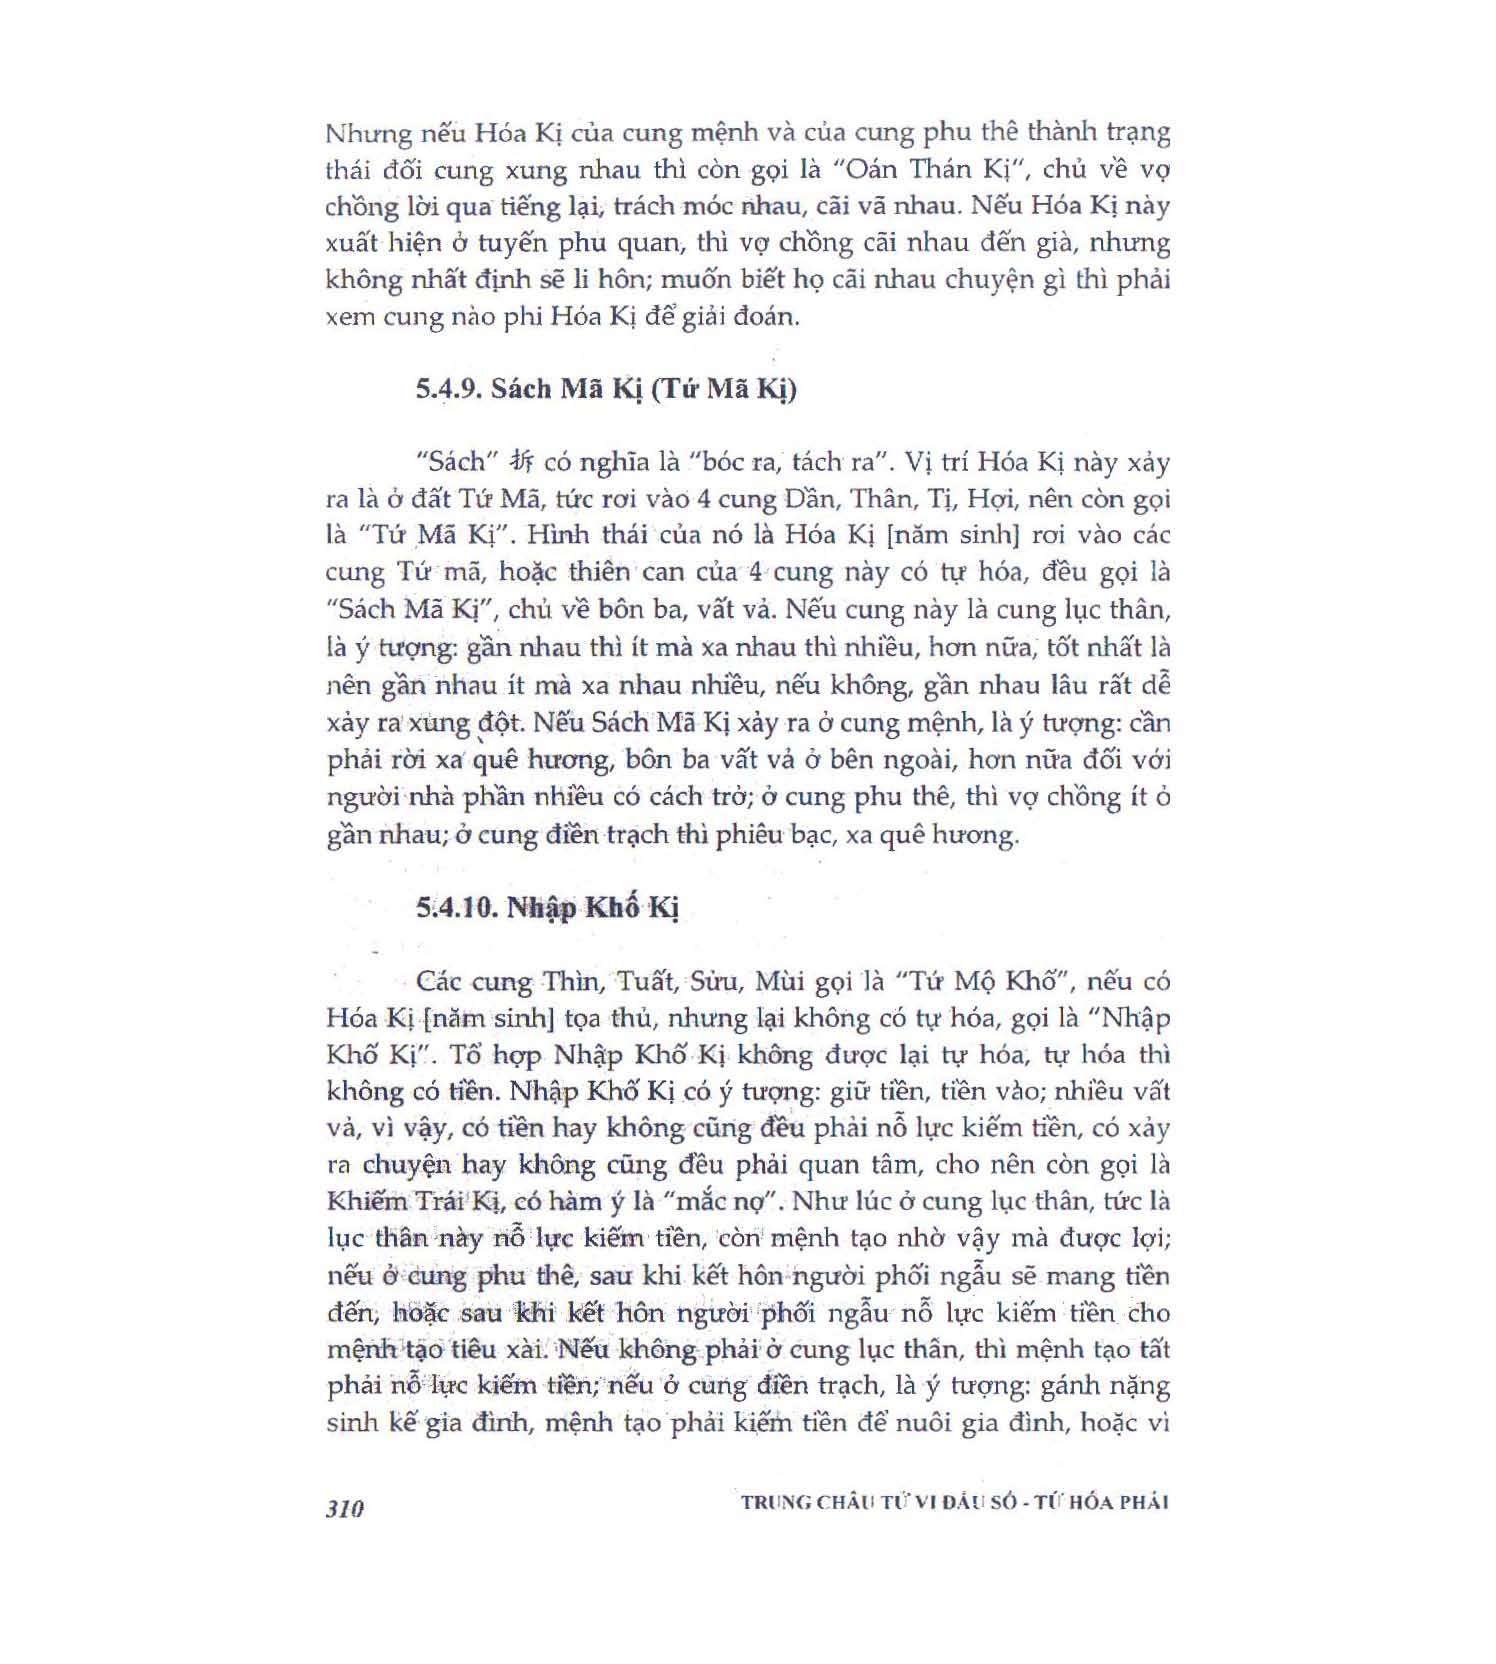 Nhưng nếu Hóa Kị của cung mệnh và của cung phu thê thành trạng
thái đối cung xung nhau thì còn gọi là "Oán Thán Kị", chủ về vợ
chồng lời qua tiếng lại, trách móc nhau, cãi vã nhau. Nếu Hóa Kị này
xuất hiện ở tuyến phu quan, thì vợ chồng cãi nhau đến già, nhưng
không nhất định sẽ li hôn; muốn biết họ cãi nhau chuyện gì thì phải
xem cung nào phi Hóa Kị để giải đoán.
5.4.9. Sách Mã Kị (Tứ Mã Kị)
"Sách" 拆 có nghĩa là "bóc ra, tách ra". Vị trí Hóa Kị này xảy
ra là ở đất Tứ Mã, tức rơi vào 4 cung Dần, Thân, Tị, Hợi, nên còn gọi
là "Tứ Mã Kị". Hình thái của nó là Hóa Kị [năm sinh] rơi vào các
cung Tứ mã, hoặc thiên can của 4 cung này có tự hóa, đều gọi là
"Sách Mã Kị", chủ về bôn ba, vất vả. Nếu cung này là cung lục thân,
là ý tượng: gần nhau thì ít mà xa nhau thì nhiều, hơn nữa, tốt nhất là
nên gần nhau ít mà xa nhau nhiều, nếu không, gần nhau lâu rất dễ
xảy ra xung đột. Nếu Sách Mã Kị xảy ra ở cung mệnh, là ý tượng: cần
phải rời xa quê hương, bôn ba vất vả ở bên ngoài, hơn nữa đối với
người nhà phần nhiều có cách trở; ở cung phu thê, thì vợ chồng ít ở
gần nhau; ở cung điền trạch thì phiêu bạc, xa quê hương.
5.4.10. Nhập Khố Kị
Các cung Thìn, Tuất, Sửu, Mùi gọi là "Tứ Mộ Khố", nếu có
Hóa Kị [năm sinh] tọa thủ, nhưng lại không có tự hóa, gọi là "Nhập
Khố Kị". Tổ hợp Nhập Khố Kị không được lại tự hóa, tự hóa thì
không có tiền. Nhập Khố Kị có ý tượng: giữ tiền, tiền vào; nhiều vất
vả, vì vậy, có tiền hay không cũng đều phải nỗ lực kiếm tiền, có xảy
ra chuyện hay không cũng đều phải quan tâm, cho nên còn gọi là
Khiếm Trái Kị, có hàm ý là "mắc nợ". Như lúc ở cung lục thân, tức là
lục thân này nỗ lực kiếm tiền, còn mệnh tạo nhờ vậy mà được lợi;
nếu ở cung phu thê, sau khi kết hôn người phối ngẫu sẽ mang tiền
đến, hoặc sau khi kết hôn người phối ngẫu nỗ lực kiếm tiền cho
mệnh tạo tiêu xài. Nếu không phải ở cung lục thân, thì mệnh tạo tất
phải nỗ lực kiếm tiền; nếu ở cung điền trạch, là ý tượng: gánh nặng
sinh kế gia đình, mệnh tạo phải kiếm tiền để nuôi gia đình, hoặc vì
310
TRUNG CHÂU TỬ VI ĐẨU SỐ - TỨ HÓA PHÁI